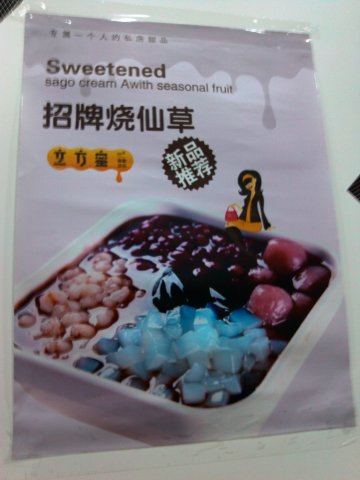 专属一个人的私房甜品
Sweetened
sago cream Awith seasonal fruit
招牌烧仙草
立方蜜
新品
推荐